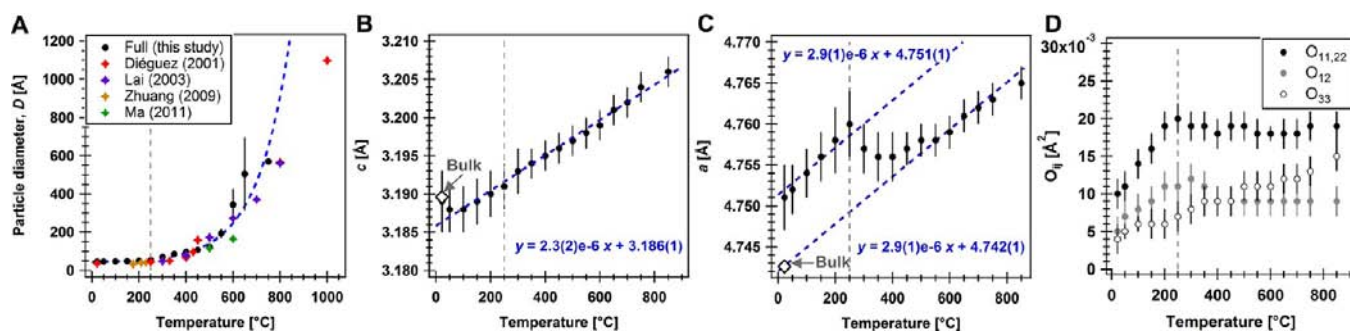 A
1200
1000
800
600
400
200
0
Particle diameter, D [Å]
Full (this study)
Diéguez (2001)
Lai (2003)
Zhuang (2009)
Ma (2011)
0 200 400 600 800 1000
Temperature [°C]
B
3.210
3.205
3.200
3.195
3.190
3.185
3.180
c [Å]
Bulk
y = 2.3(2)e-6 x + 3.186(1)
0 200 400 600 800
Temperature [°C]
C
4.770
4.765
4.760
4.755
4.750
4.745
a [Å]
y = 2.9(1)e-6 x + 4.751(1)
Bulk
y = 2.9(1)e-6 x + 4.742(1)
0 200 400 600 800
Temperature [°C]
D
30x10-3
25
20
15
10
5
0
Oij [Å2]
O11,22
O12
O33
0 200 400 600 800
Temperature [°C]